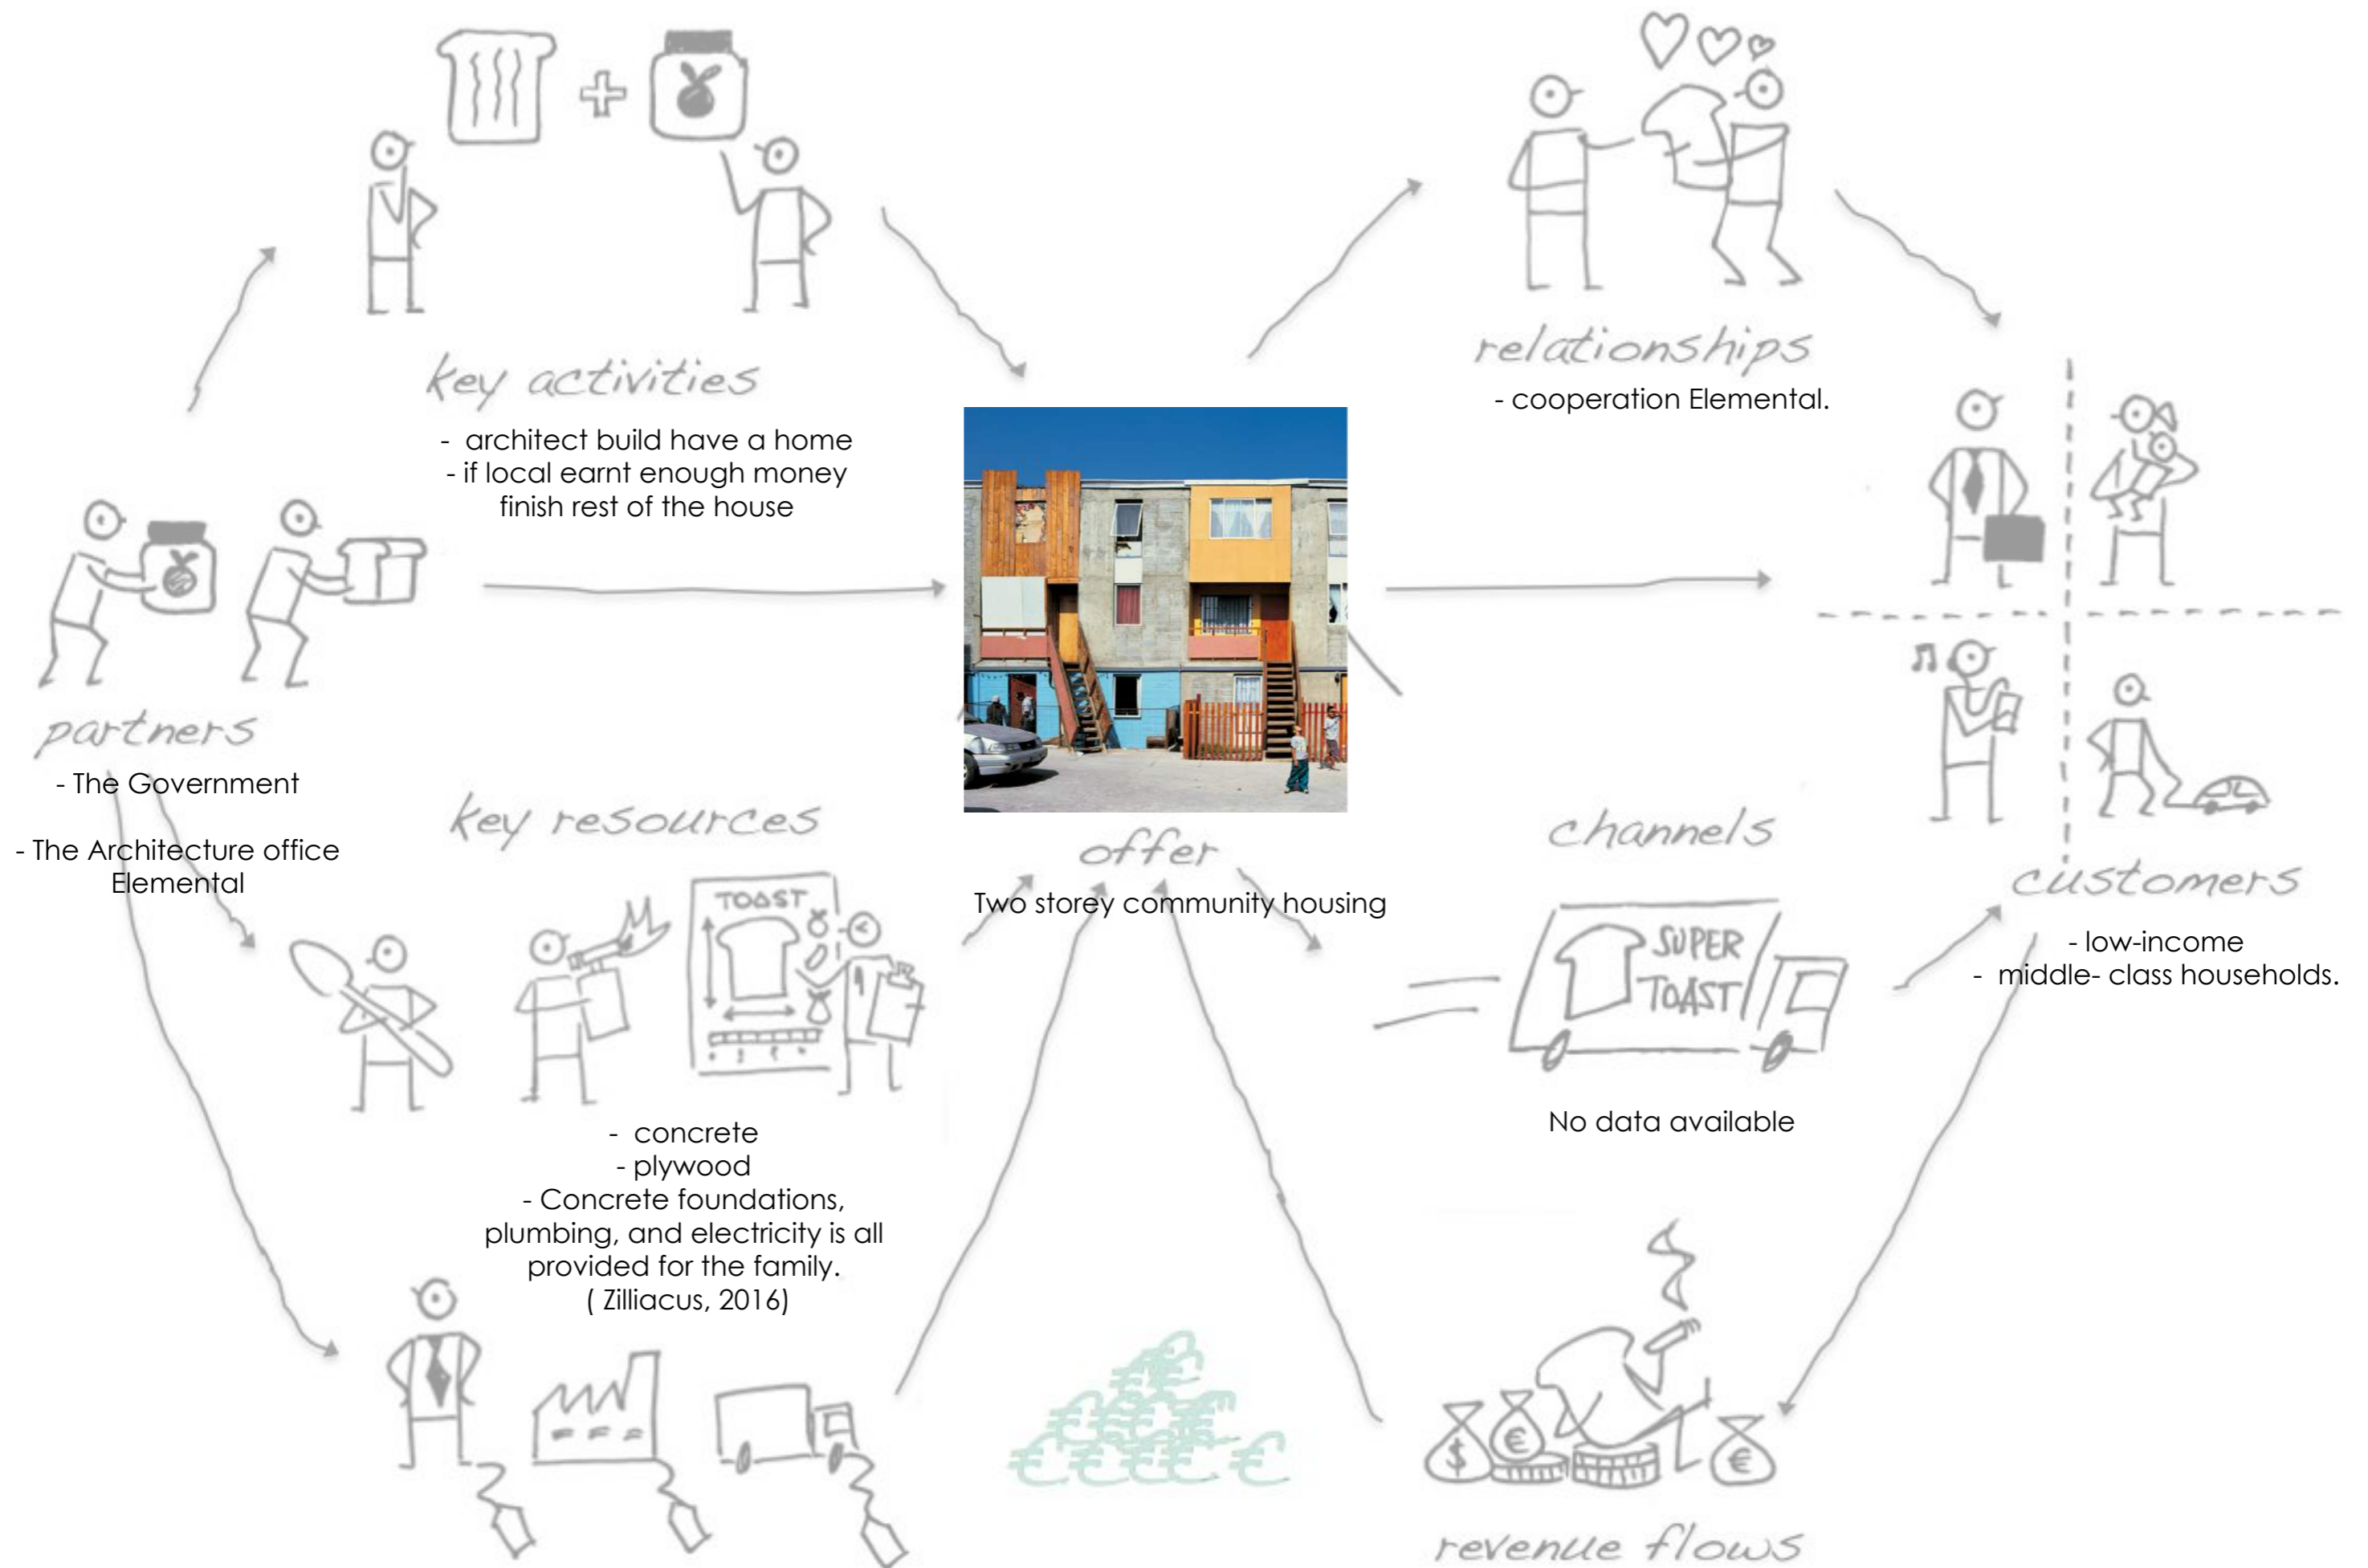 key activities
- architect build have a home
- if local earnt enough money
finish rest of the house
relationships
- cooperation Elemental.
partners
- The Government
- The Architecture office
Elemental
key resources
TOAST
- concrete
- plywood
- Concrete foundations,
plumbing, and electricity is all
provided for the family.
( Zilliacus, 2016)
offer
Two storey community housing
channels
SUPER
TOAST
No data available
customers
- low-income
- middle- class households.
€
€ € € €
€ € € € €
$ € €
revenue flows